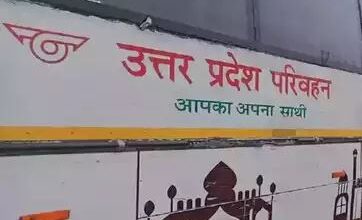 उत्तर प्रदेश परिवहन
आपका अपना साथी